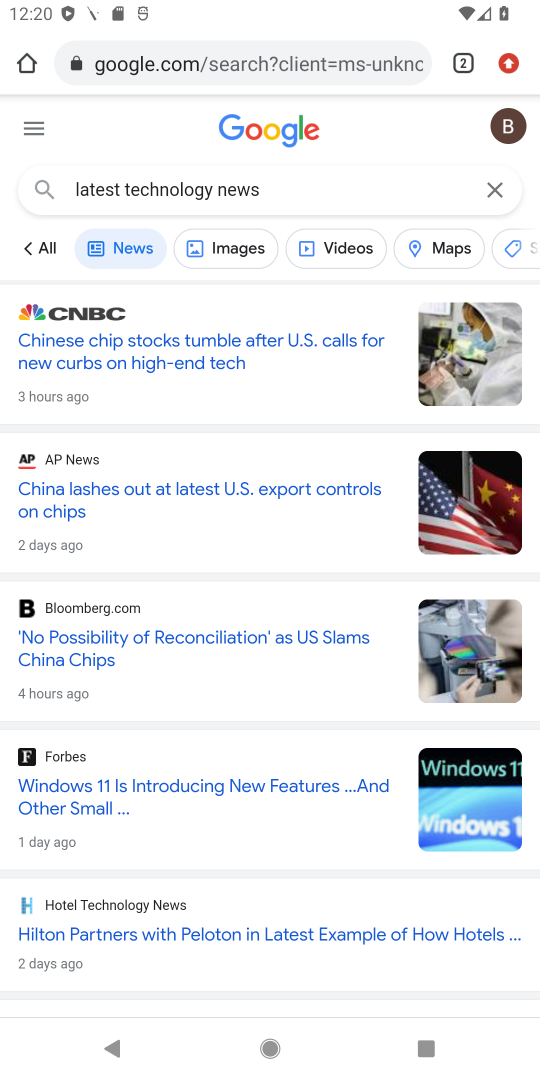 12:20
google.com/search?client=ms-unknc
2
Google
B
latest technology news
All
News
Images
Videos
Maps
S
CNBC
Chinese chip stocks tumble after U.S. calls for
new curbs on high-end tech
3 hours ago
AP AP News
China lashes out at latest U.S. export controls
on chips
2 days ago
B Bloomberg.com
'No Possibility of Reconciliation' as US Slams
China Chips
4 hours ago
F Forbes
Windows 11 Is Introducing New Features ...And
Other Small ...
1 day ago
Windows 11
Windows 1
H Hotel Technology News
Hilton Partners with Peloton in Latest Example of How Hotels ...
2 days ago